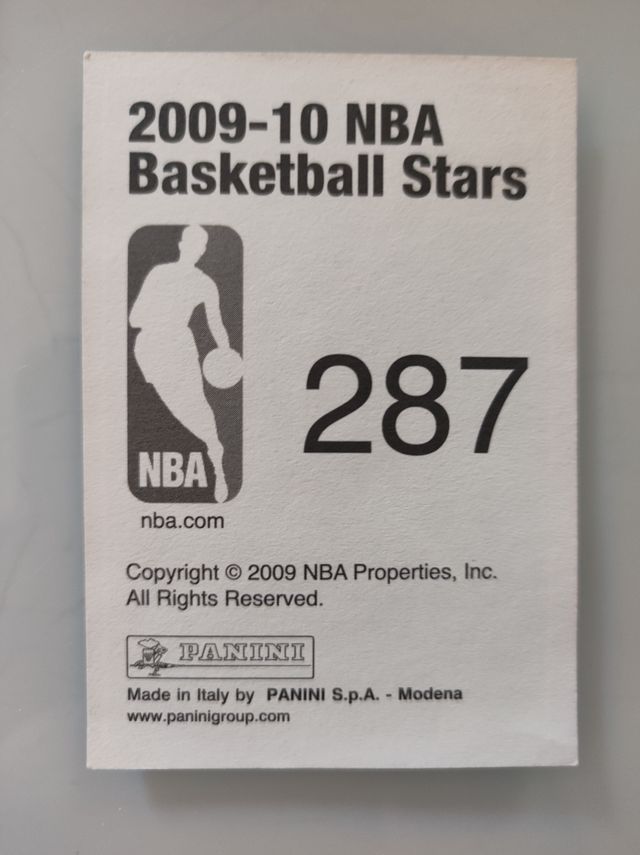 2009-10 NBA
Basketball Stars
287
NBA
nba.com
Copyright © 2009 NBA Properties, Inc.
All Rights Reserved.
PANINI
Made in Italy by PANINI S.p.A. - Modena
www.paninigroup.com